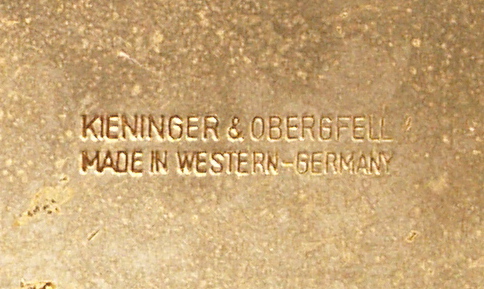 KIENINGER & OBERGFELL
MADE IN WESTERN-GERMANY